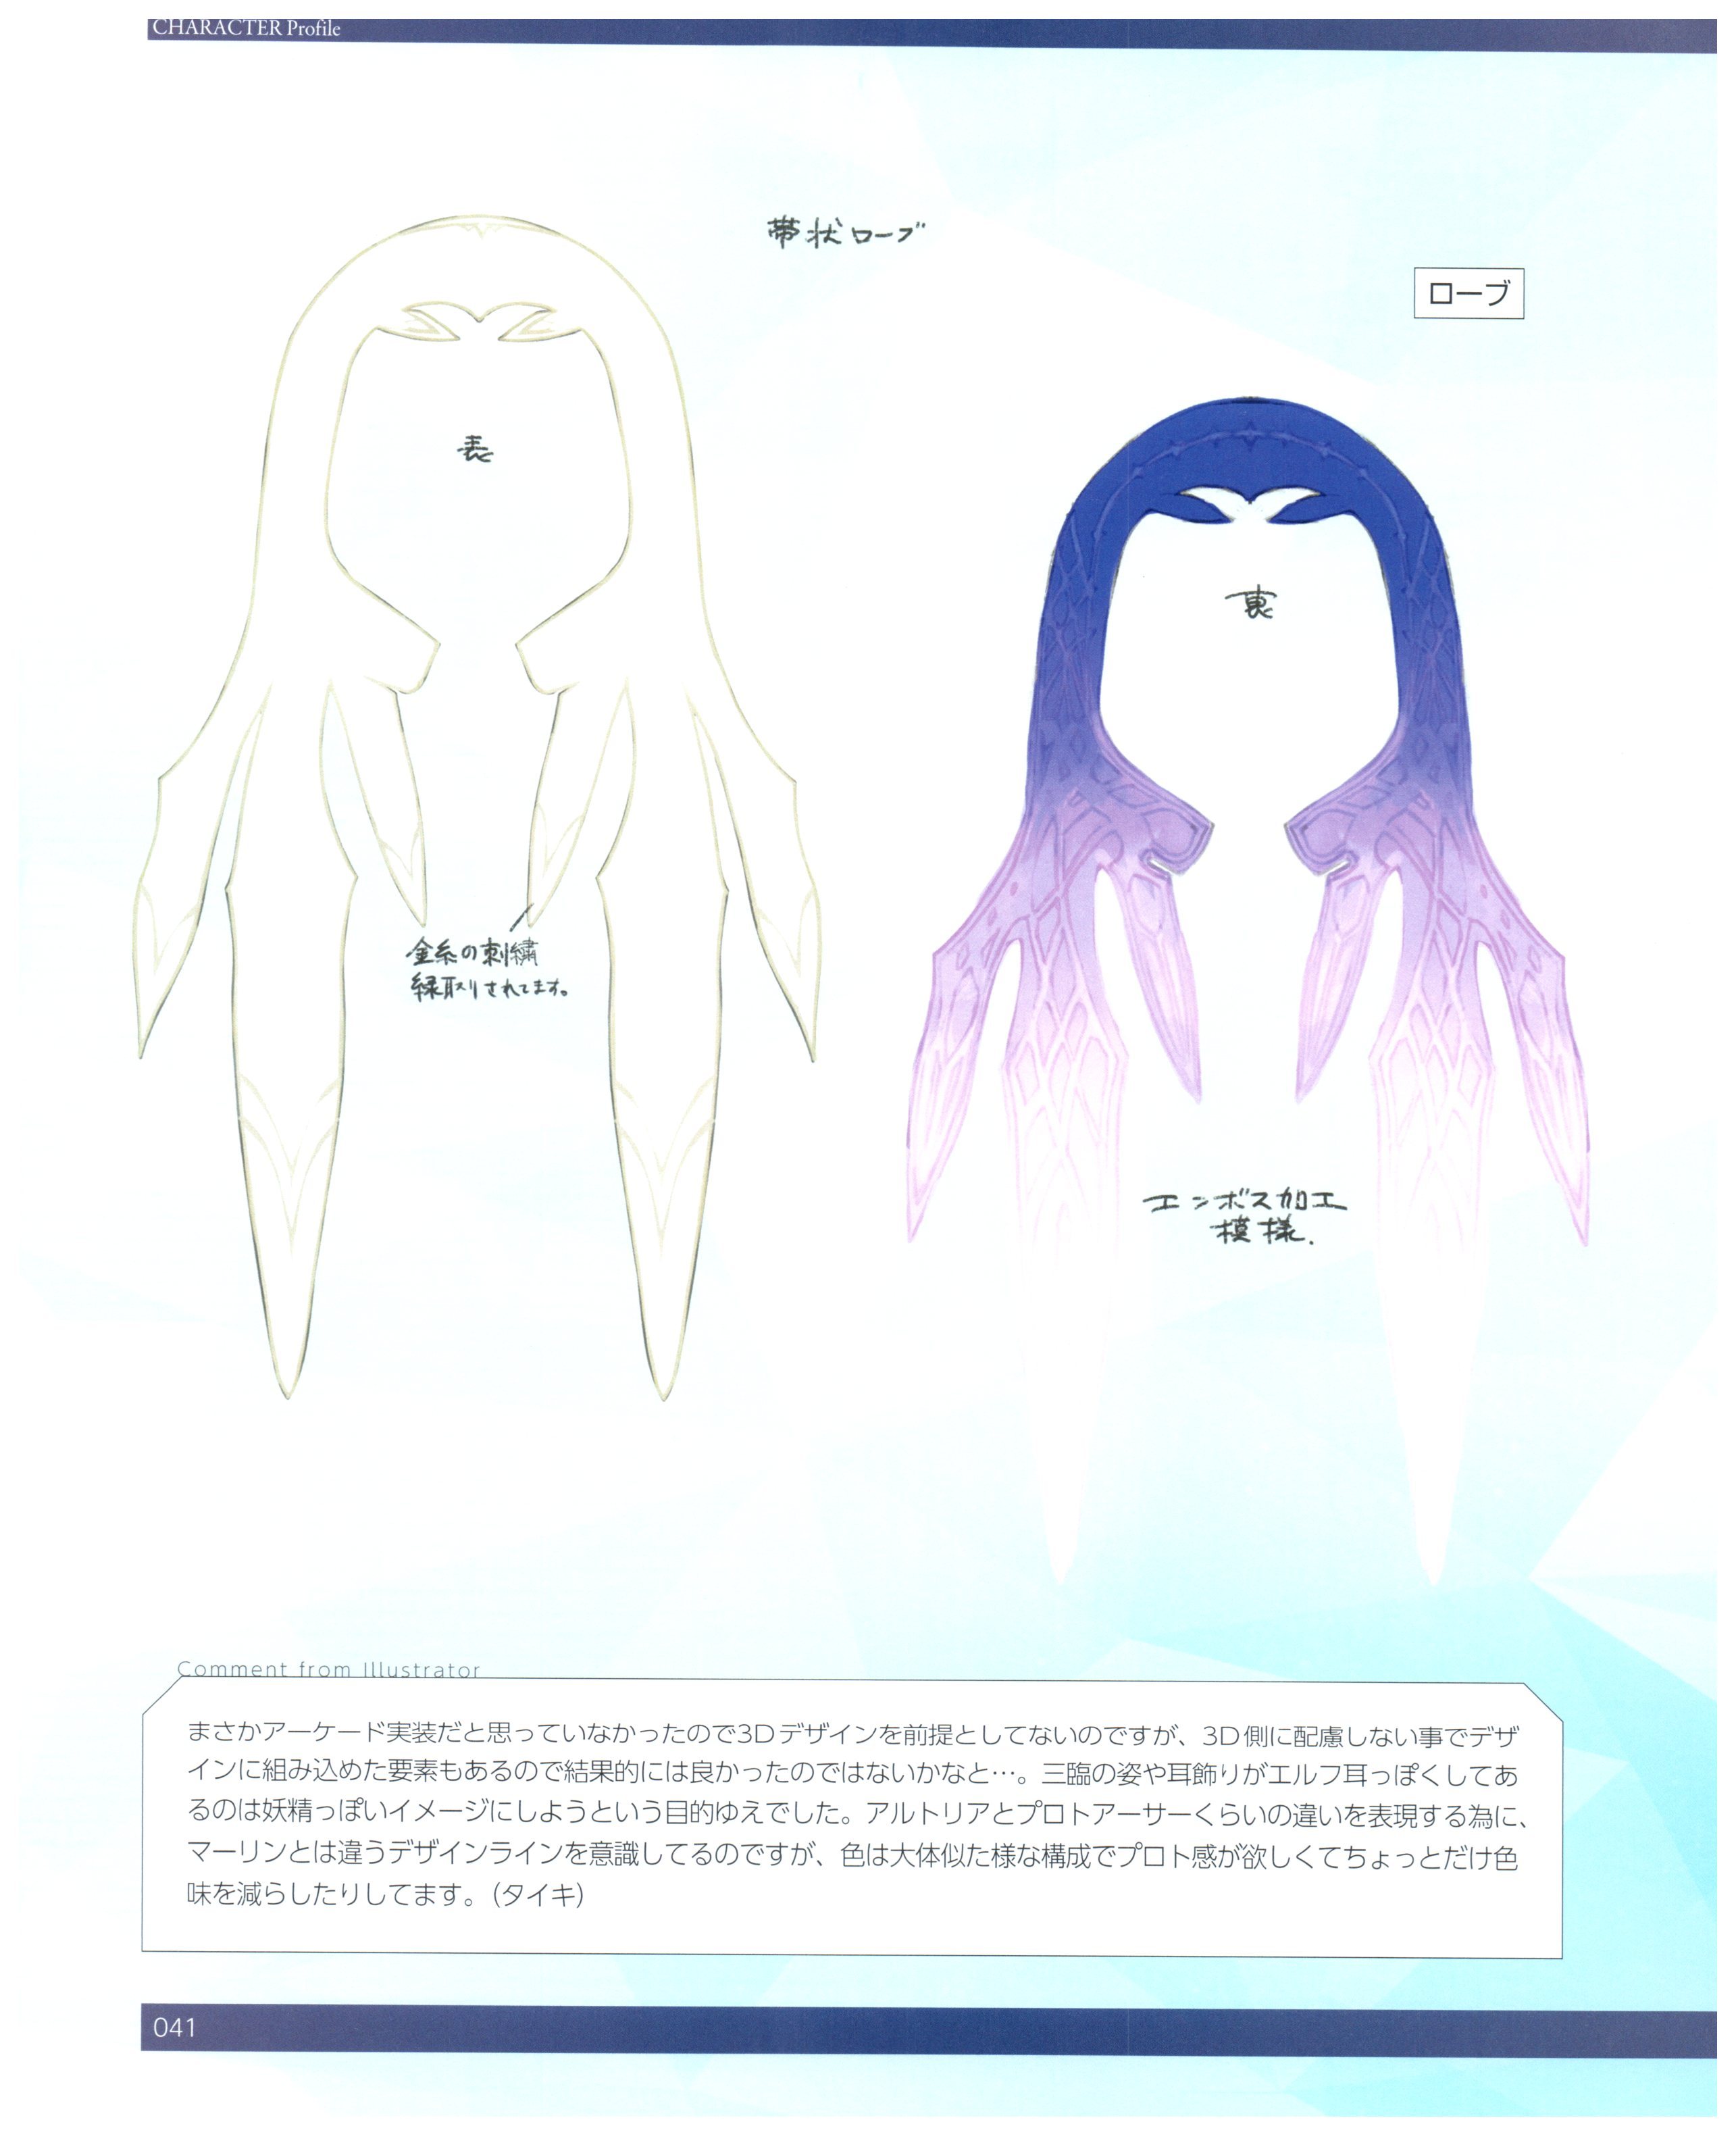 CHARACTER Profile
帯状ローブ
ローブ
表
裏
金糸の刺繍
縁取りされてます。
エンボス加工
模様.
Comment from Illustrator
まさかアーケード実装だと思っていなかったので3Dデザインを前提としてないのですが、3D側に配慮しない事でデザ
インに組み込めた要素もあるので結果的には良かったのではないかなと…。三臨の姿や耳飾りがエルフ耳っぽくしてあ
るのは妖精っぽいイメージにしようという目的ゆえでした。アルトリアとプロトアーサーくらいの違いを表現する為に、
マーリンとは違うデザインラインを意識してるのですが、色は大体似た様な構成でプロト感が欲しくてちょっとだけ色
味を減らしたりしてます。（タイキ）
041